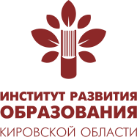 ИНСТИТУТ РАЗВИТИЯ
ОБРАЗОВАНИЯ
КИРОВСКОЙ ОБЛАСТИ